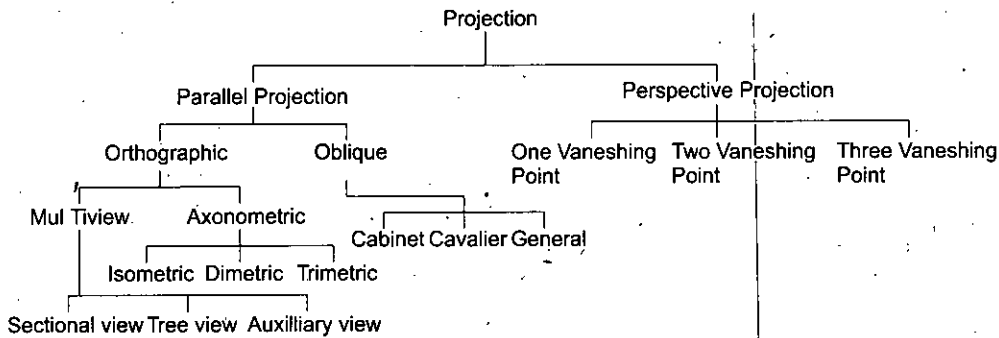 Projection
Parallel Projection
Perspective Projection
Orthographic
Oblique
One Vaneshing
Point
Two Vaneshing
Point
Three Vaneshing
Point
Mul Tiview
Axonometric
Cabinet Cavalier General
Isometric Dimetric Trimetric
Sectional view Tree view Auxilliary view